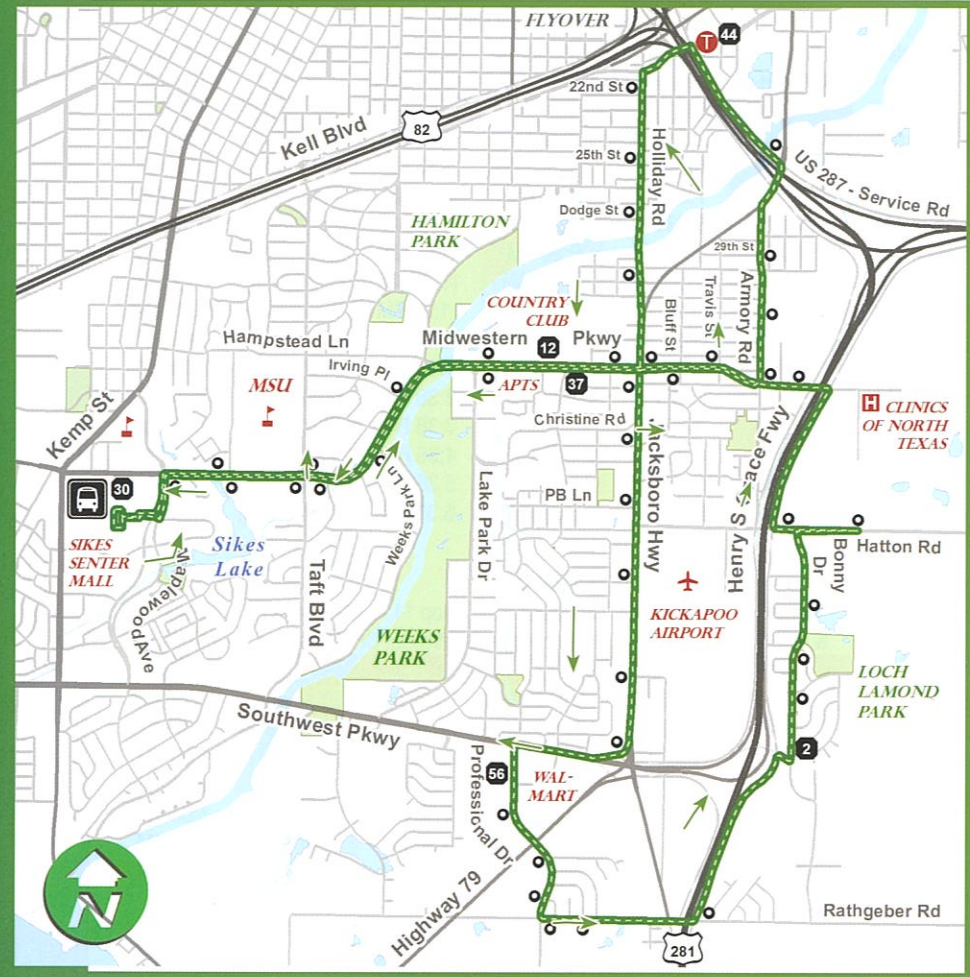 FLYOVER
T
44
22nd St
82
Kell Blvd
25th St
Holliday Rd
US 287 - Service Rd
Dodge St
HAMILTON
PARK
29th St
COUNTRY
CLUB
Travis St
Armory Rd
Bluff St
Hampstead Ln
Midwestern
12
Pkwy
Irving Pl
MSU
APTS
37
Kemp St
Christine Rd
H
CLINICS
OF NORTH
TEXAS
Jacksboro Hwy
30
PB Ln
Weeks Park Ln
Lake Park Dr
Hatton Rd
Bonny
Dr
SIKES
SENTER
MALL
Sikes
Lake
Maplewood Ave
Taft Blvd
KICKAPOO
AIRPORT
WEEKS
PARK
LOCH
LAMOND
PARK
Southwest Pkwy
2
56
WAL-
MART
Professional Dr
Highway 79
Rathgeber Rd
N
281